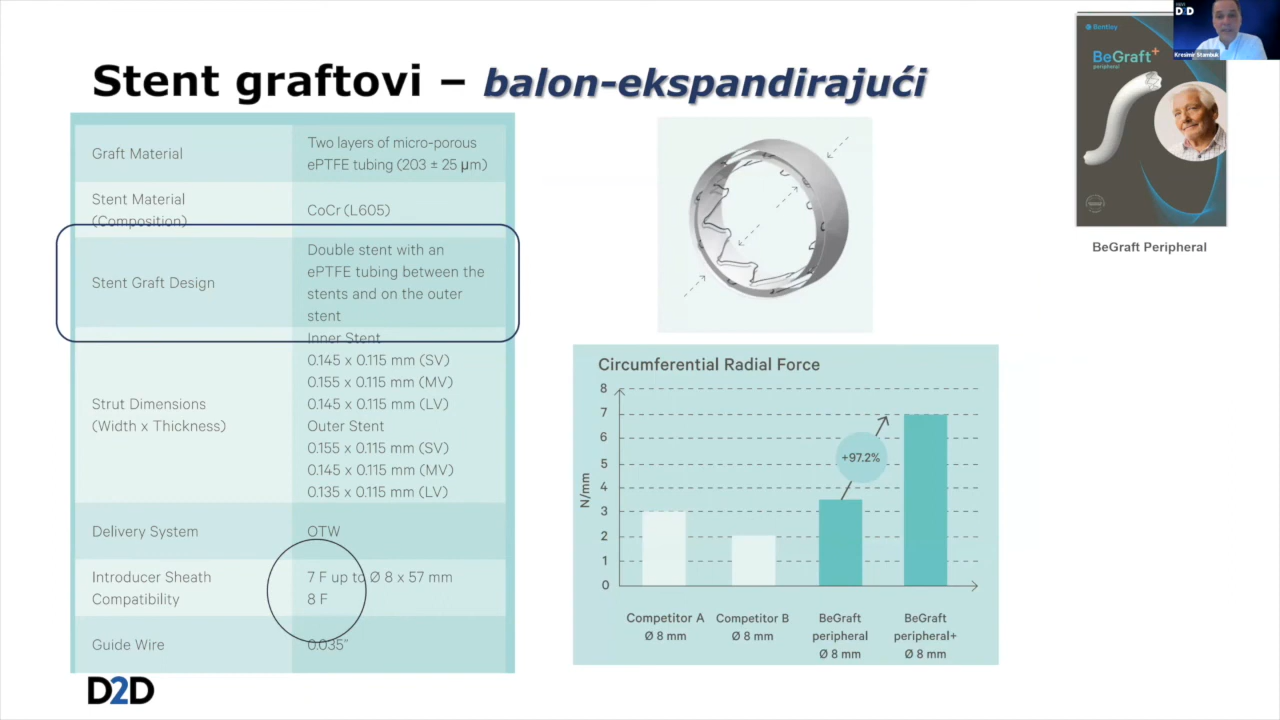 Stent graftovi – balon-ekspandirajući
Graft Material
Two layers of micro-porous
ePTFE tubing (203 ± 25 μm)
Stent Material
(Composition)
CoCr (L605)
Stent Graft Design
Double stent with an
ePTFE tubing between the
stents and on the outer
stent
Strut Dimensions
(Width x Thickness)
Inner Stent
0.145 x 0.115 mm (SV)
0.155 x 0.115 mm (MV)
0.145 x 0.115 mm (LV)
Outer Stent
0.155 x 0.115 mm (SV)
0.145 x 0.115 mm (MV)
0.135 x 0.115 mm (LV)
Delivery System
OTW
Introducer Sheath
Compatibility
7 F up to Ø 8 x 57 mm
8 F
Guide Wire
0.035"
D2D
Circumferential Radial Force
N/mm
8
7
6
5
4
3
2
1
0
+97.2%
Competitor A
Ø 8 mm
Competitor B
Ø 8 mm
BeGraft
peripheral
Ø 8 mm
BeGraft
peripheral+
Ø 8 mm
Bentley
BeGraft+
peripheral
BeGraft Peripheral
D2D
Kresimir Stambuk